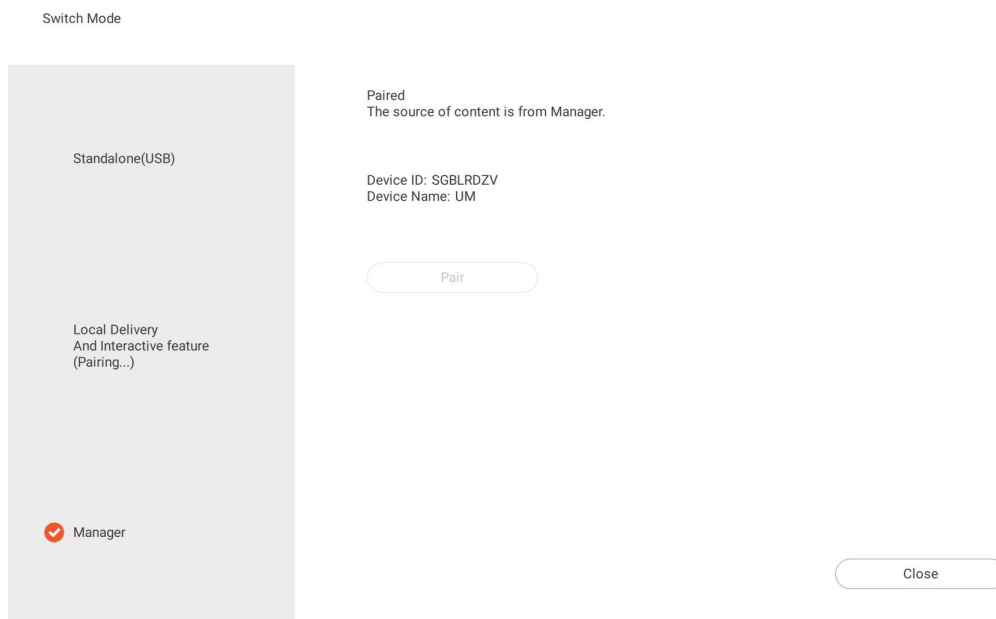 Switch Mode
Standalone(USB)
Local Delivery
And Interactive feature
(Pairing...)
Manager
Paired
The source of content is from Manager.
Device ID: SGBLRDZV
Device Name: UM
Pair
Close